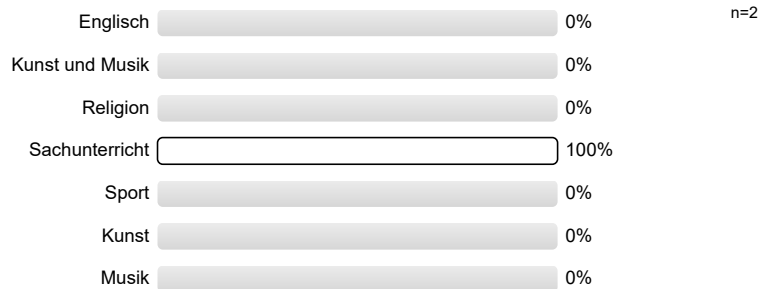 n=2
Englisch 0%
Kunst und Musik 0%
Religion 0%
Sachunterricht 100%
Sport 0%
Kunst 0%
Musik 0%